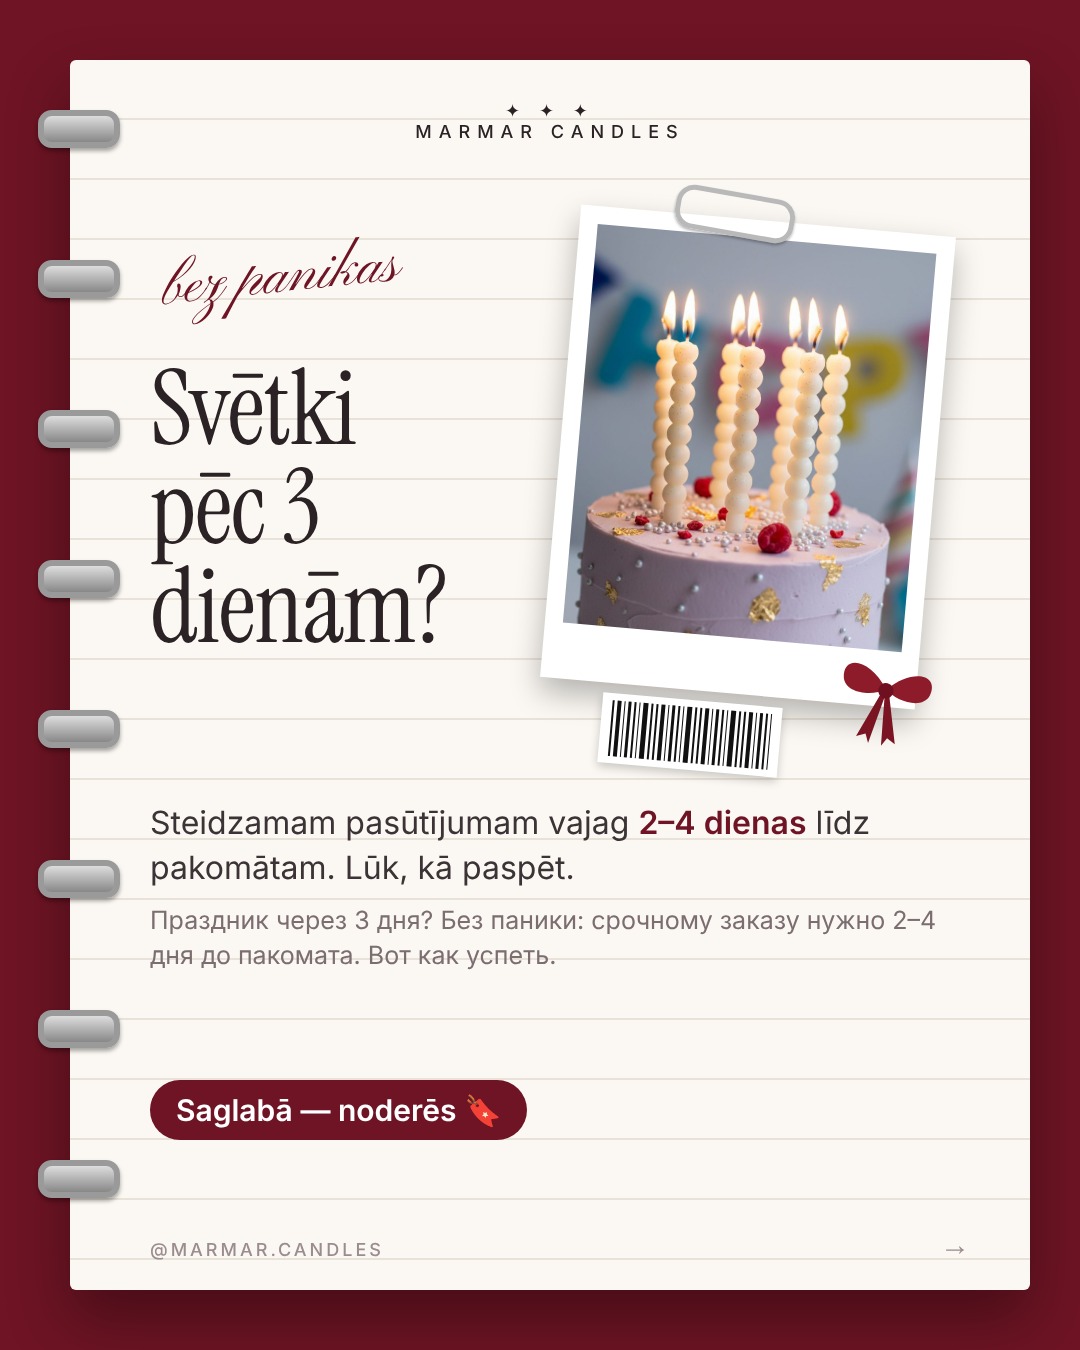 ✦ ✦ ✦
MARMAR CANDLES
bez panikas
Svētki
pēc 3
dienām?
Steidzamam pasūtījumam vajag 2–4 dienas līdz
pakomātam. Lūk, kā paspēt.
Праздник через 3 дня? Без паники: срочному заказу нужно 2–4
дня до пакомата. Вот как успеть.
Saglabā — noderēs 🔖
@MARMAR.CANDLES →